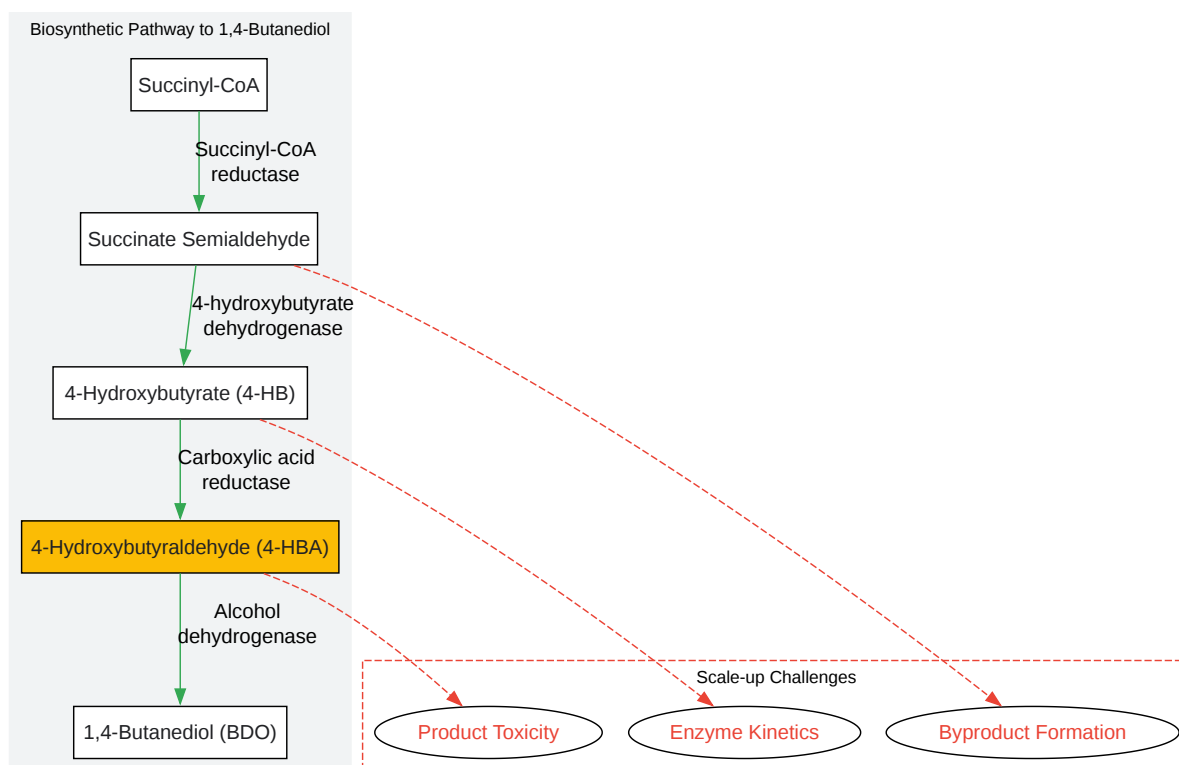 Biosynthetic Pathway to 1,4-Butanediol
Succinyl-CoA
Succinyl-CoA
reductase
Succinate Semialdehyde
4-hydroxybutyrate
dehydrogenase
4-Hydroxybutyrate (4-HB)
Carboxylic acid
reductase
4-Hydroxybutyraldehyde (4-HBA)
Alcohol
dehydrogenase
1,4-Butanediol (BDO)
Scale-up Challenges
Product Toxicity
Enzyme Kinetics
Byproduct Formation